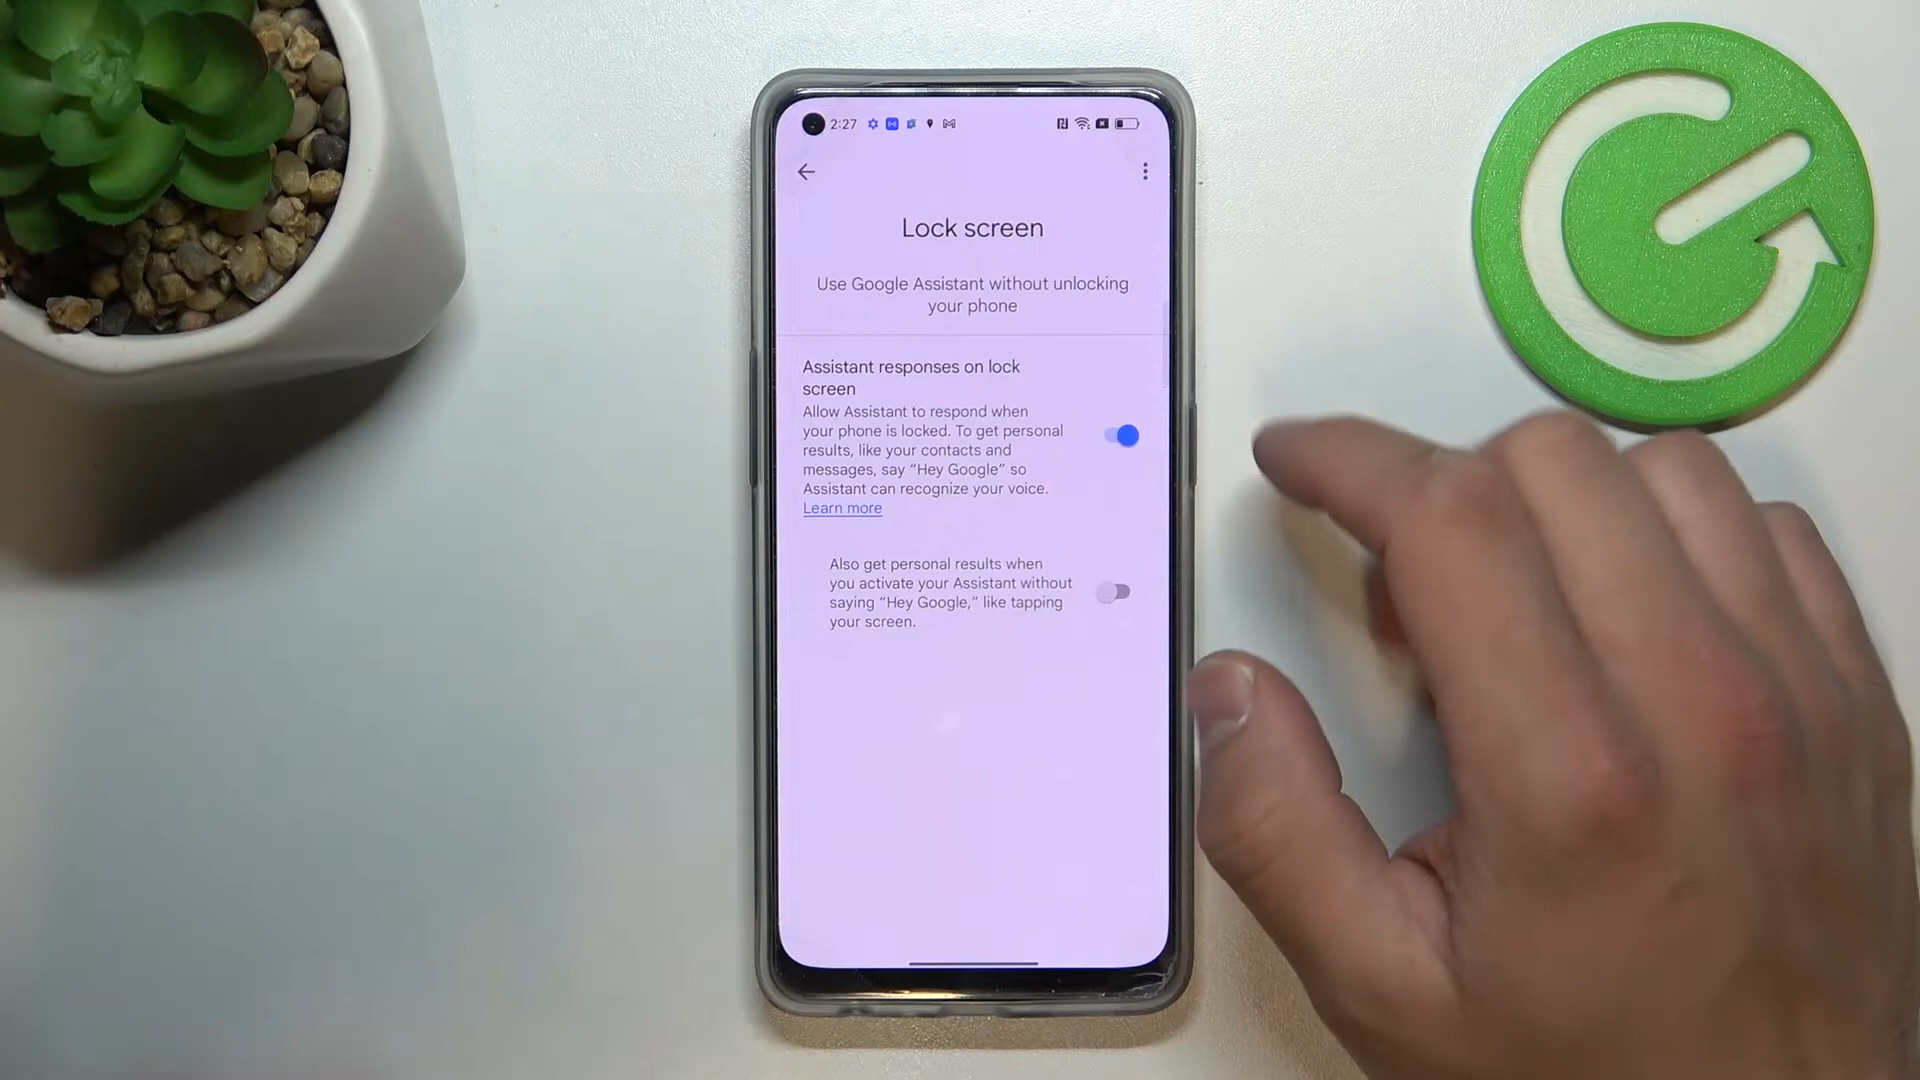 2:27
Lock screen
Use Google Assistant without unlocking
your phone
Assistant responses on lock
screen
Allow Assistant to respond when
your phone is locked. To get personal
results, like your contacts and
messages, say “Hey Google” so
Assistant can recognize your voice.
Learn more
Also get personal results when
you activate your Assistant without
saying “Hey Google,” like tapping
your screen.